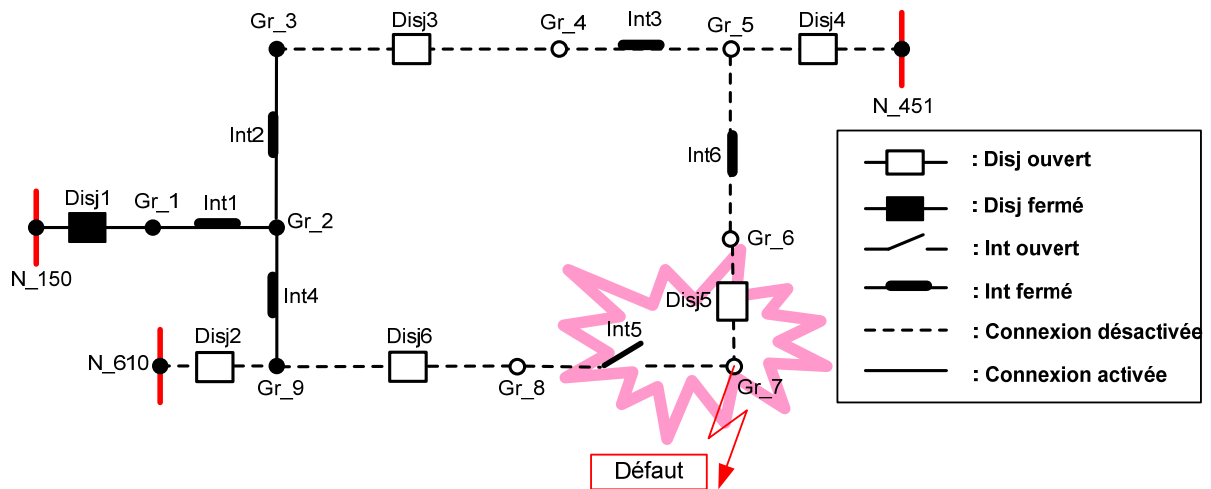 Gr_3
Disj3
Gr_4
Int3
Gr_5
Disj4
N_451
Int2
Int6
Disj1
Gr_1
Int1
Gr_2
Gr_6
N_150
Int4
Disj5
Disj2
Disj6
Int5
N_610
Gr_9
Gr_8
Gr_7
Défaut
: Disj ouvert
: Disj fermé
: Int ouvert
: Int fermé
: Connexion désactivée
: Connexion activée